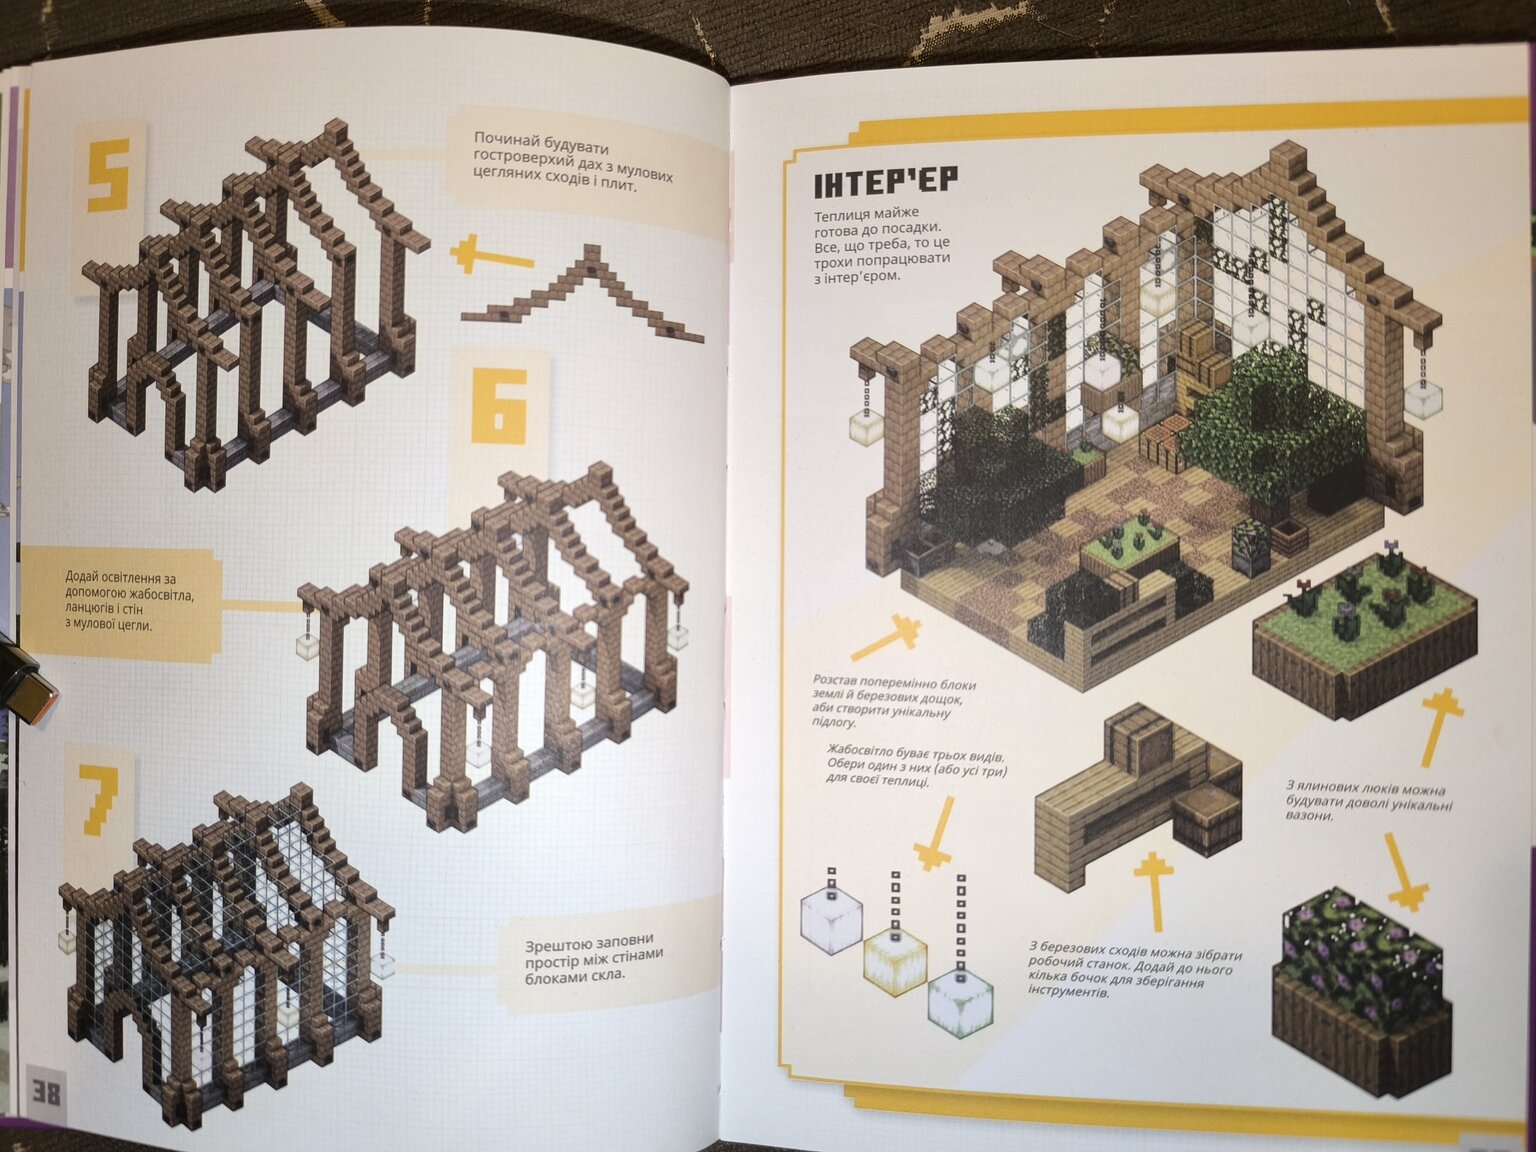 5
Починай будувати
гостроверхий дах з мулових
цегляних сходів і плит.
6
Додай освітлення за
допомогою жабосвітла,
ланцюгів і стін
з мулової цегли.
7
Зрештою заповни
простір між стінами
блоками скла.
38
ІНТЕР'ЄР
Теплиця майже
готова до посадки.
Все, що треба, то це
трохи попрацювати
з інтер’єром.
Розстав поперемінно блоки
землі й березових дощок,
аби створити унікальну
підлогу.
Жабосвітло буває трьох видів.
Обери один з них (або усі три)
для своєї теплиці.
З ялинових люків можна
будувати доволі унікальні
вазони.
З березових сходів можна зібрати
робочий станок. Додай до нього
кілька бочок для зберігання
інструментів.